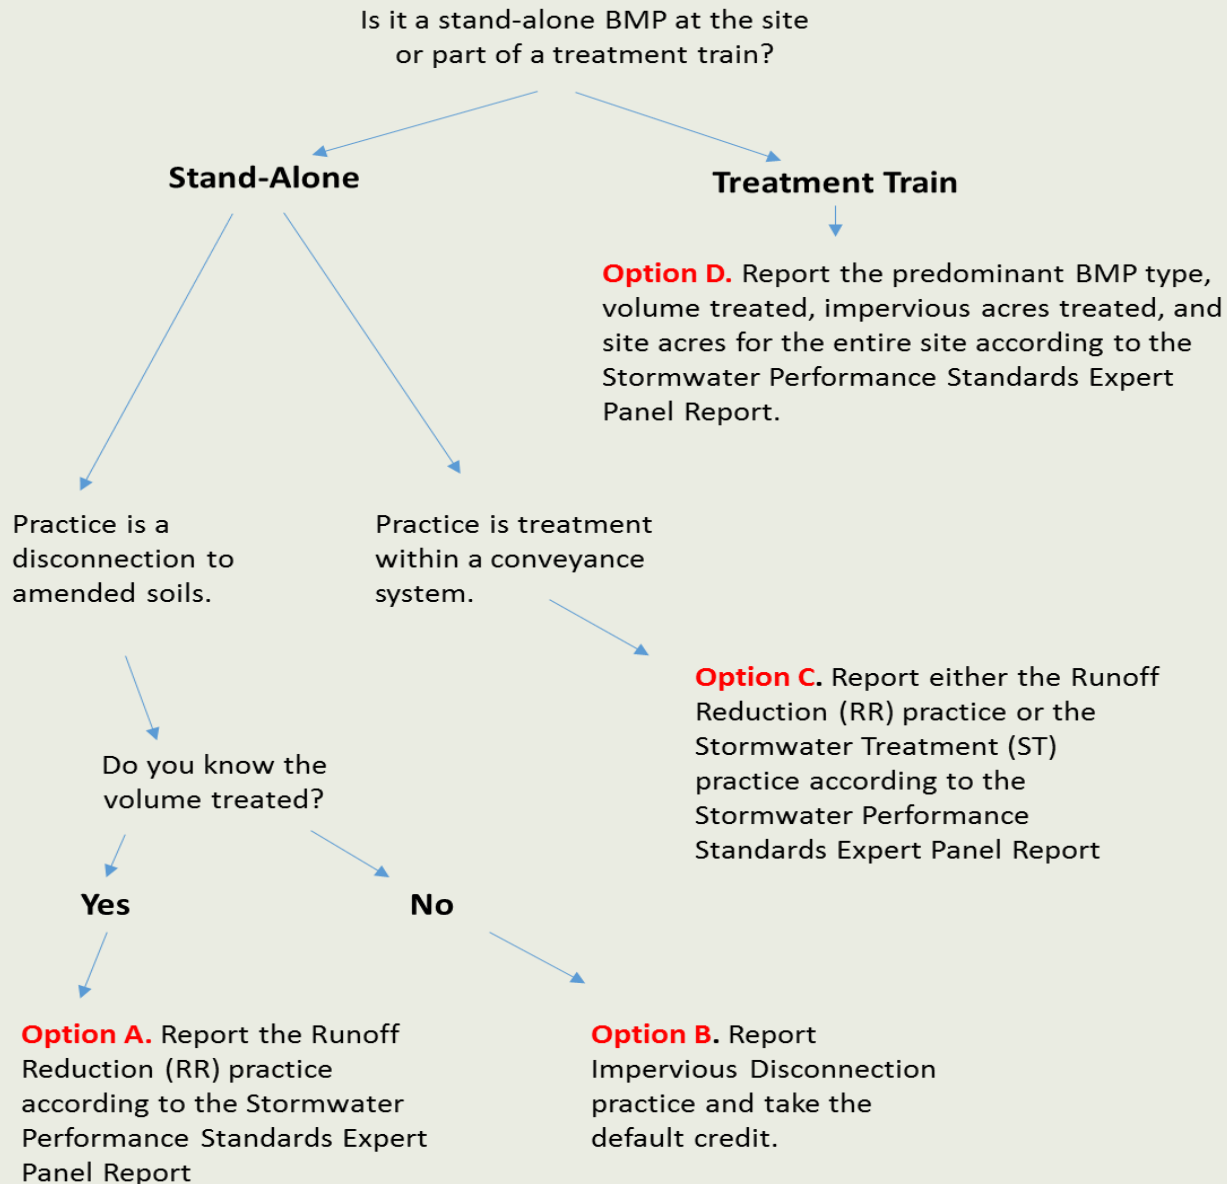 Is it a stand-alone BMP at the site
or part of a treatment train?
Stand-Alone
Treatment Train
Option D. Report the predominant BMP type,
volume treated, impervious acres treated, and
site acres for the entire site according to the
Stormwater Performance Standards Expert
Panel Report.
Practice is a
disconnection to
amended soils.
Practice is treatment
within a conveyance
system.
Option C. Report either the Runoff
Reduction (RR) practice or the
Stormwater Treatment (ST)
practice according to the
Stormwater Performance
Standards Expert Panel Report
Do you know the
volume treated?
Yes
No
Option A. Report the Runoff
Reduction (RR) practice
according to the Stormwater
Performance Standards Expert
Panel Report
Option B. Report
Impervious Disconnection
practice and take the
default credit.